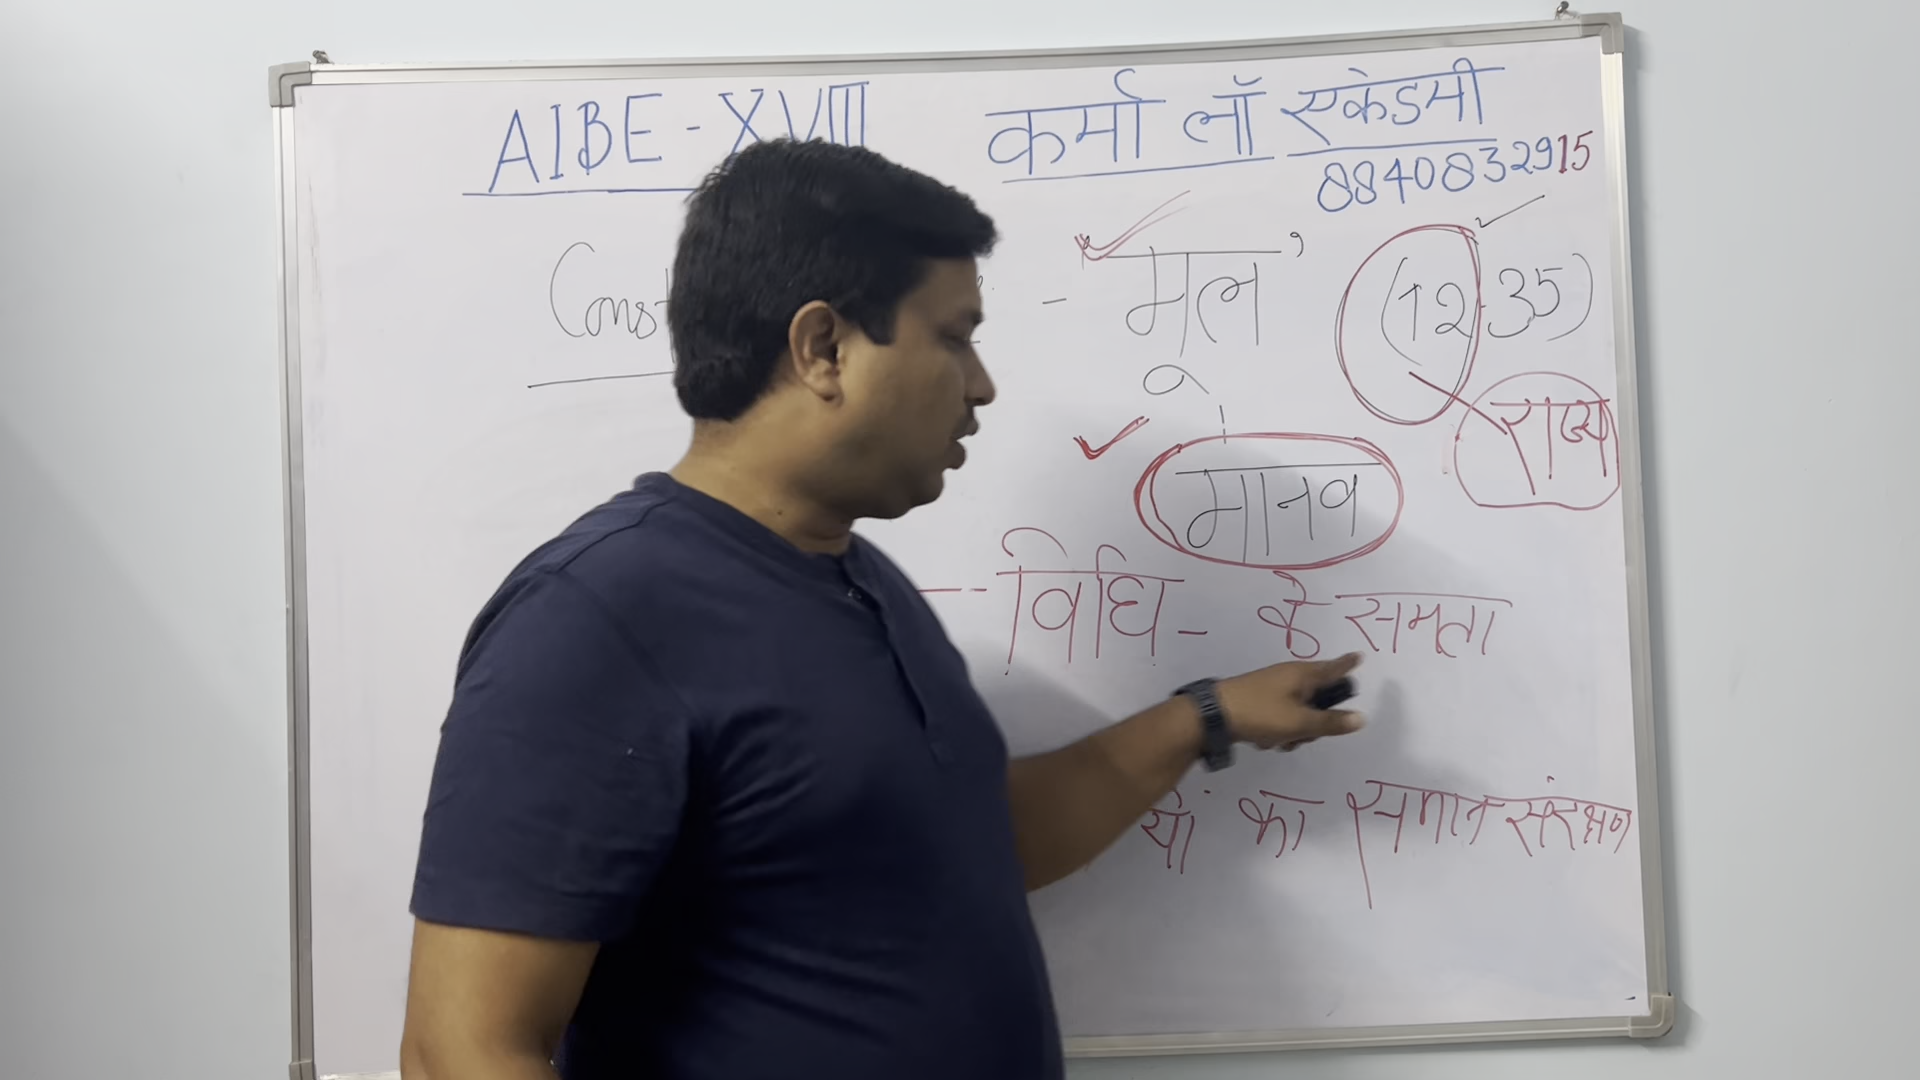 AIBE - XVIII
कर्मा लॉ एकेडमी
8840832915
Const
- मूल' (12-35)
राज्य
मानव
-- विधि - के समता
यों का समान संरक्षण